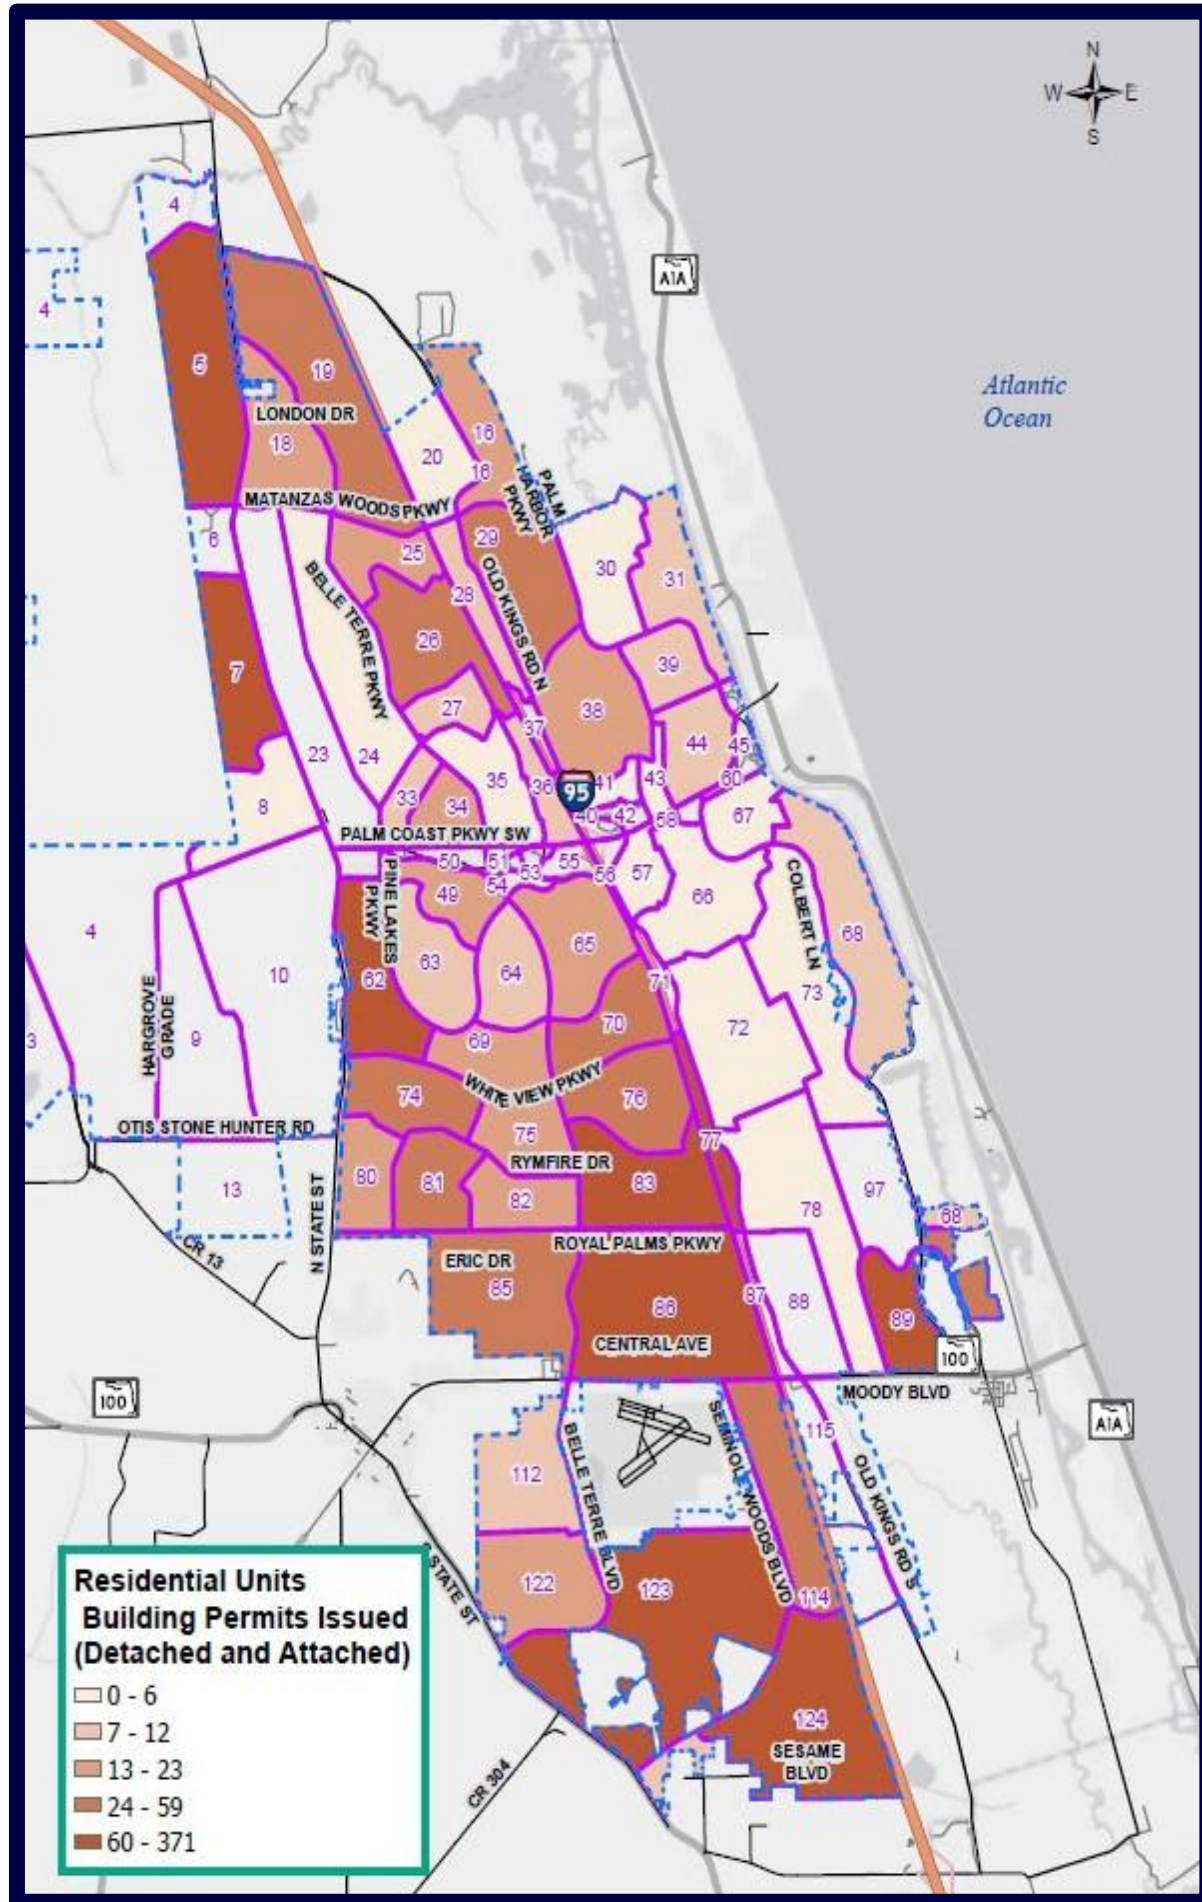 N
W E
S
4
A1A
4
5
19
Atlantic
Ocean
LONDON DR
18
16
20
16
PALM
HARBOR
PKWY
MATANZAS WOODS PKWY
6
25
29
30
31
BELLE TERRE PKWY
28
OLD KINGS RD N
26
7
39
27
38
37
44
45
23
24
35
36
95
41
43
60
33
34
8
40
42
58
67
PALM COAST PKWY SW
50
51
53
55
56
57
54
49
PINE LAKES
PKWY
66
COLBERT LN
68
4
10
62
63
64
65
71
73
HARGROVE
GRADE
9
3
70
72
69
WHITE VIEW PKWY
74
76
75
77
OTIS STONE HUNTER RD
RYMFIRE DR
13
80
81
82
83
78
97
68
N STATE ST
CR 13
ROYAL PALMS PKWY
ERIC DR
85
86
87
88
89
CENTRAL AVE
100
MOODY BLVD
100
A1A
115
112
BELLE TERRE BLVD
SEMINOLE WOODS BLVD
OLD KINGS RD S
STATE ST
122
123
114
124
SESAME
BLVD
CR 304
Residential Units
Building Permits Issued
(Detached and Attached)
0 - 6
7 - 12
13 - 23
24 - 59
60 - 371